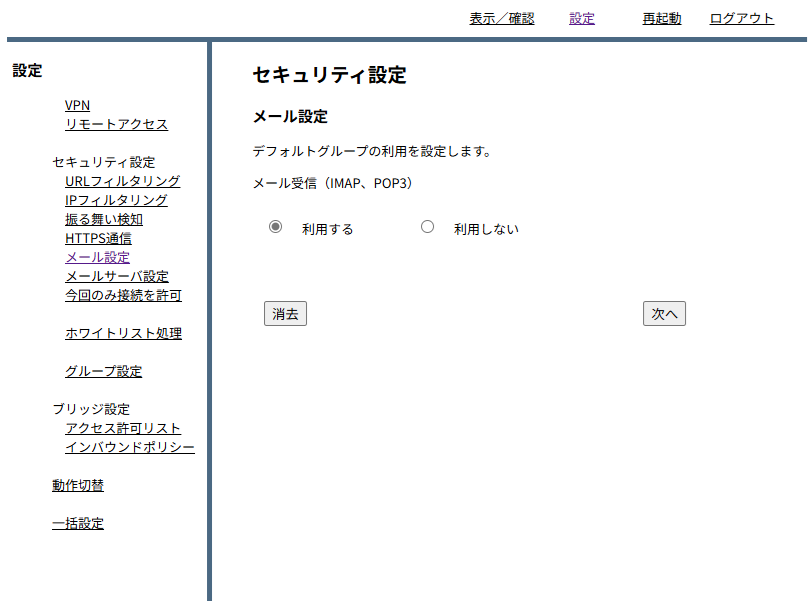 表示／確認 設定 再起動 ログアウト
設定
VPN
リモートアクセス
セキュリティ設定
URLフィルタリング
IPフィルタリング
振る舞い検知
HTTPS通信
メール設定
メールサーバ設定
今回のみ接続を許可
ホワイトリスト処理
グループ設定
ブリッジ設定
アクセス許可リスト
インバウンドポリシー
動作切替
一括設定
セキュリティ設定
メール設定
デフォルトグループの利用を設定します。
メール受信（IMAP、POP3）
利用する 利用しない
消去 次へ